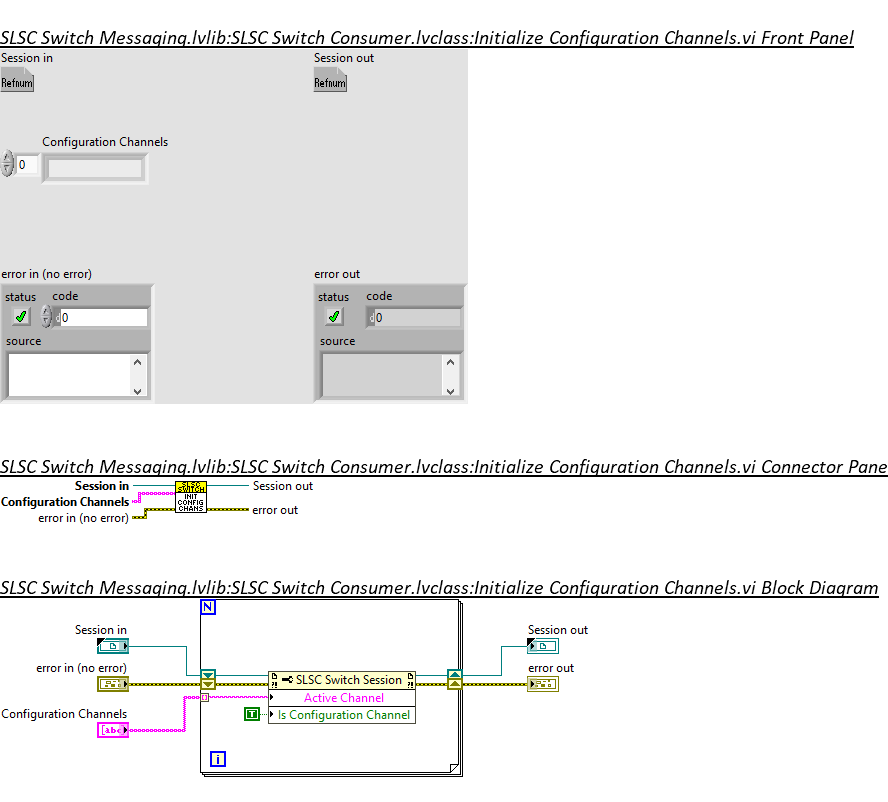 SLSC Switch Messaging.lvlib:SLSC Switch Consumer.lvclass:Initialize Configuration Channels.vi Front Panel
Session in Session out
Refnum Refnum
Configuration Channels
0
error in (no error) error out
status code status code
d 0 d 0
source source
SLSC Switch Messaging.lvlib:SLSC Switch Consumer.lvclass:Initialize Configuration Channels.vi Connector Pane
Session in SLSC SWITCH Session out
Configuration Channels INIT CONFIG CHANS
error in (no error) error out
SLSC Switch Messaging.lvlib:SLSC Switch Consumer.lvclass:Initialize Configuration Channels.vi Block Diagram
N
Session in Session out
error in (no error) error out
SLSC Switch Session
Active Channel
Configuration Channels T Is Configuration Channel
abc
i